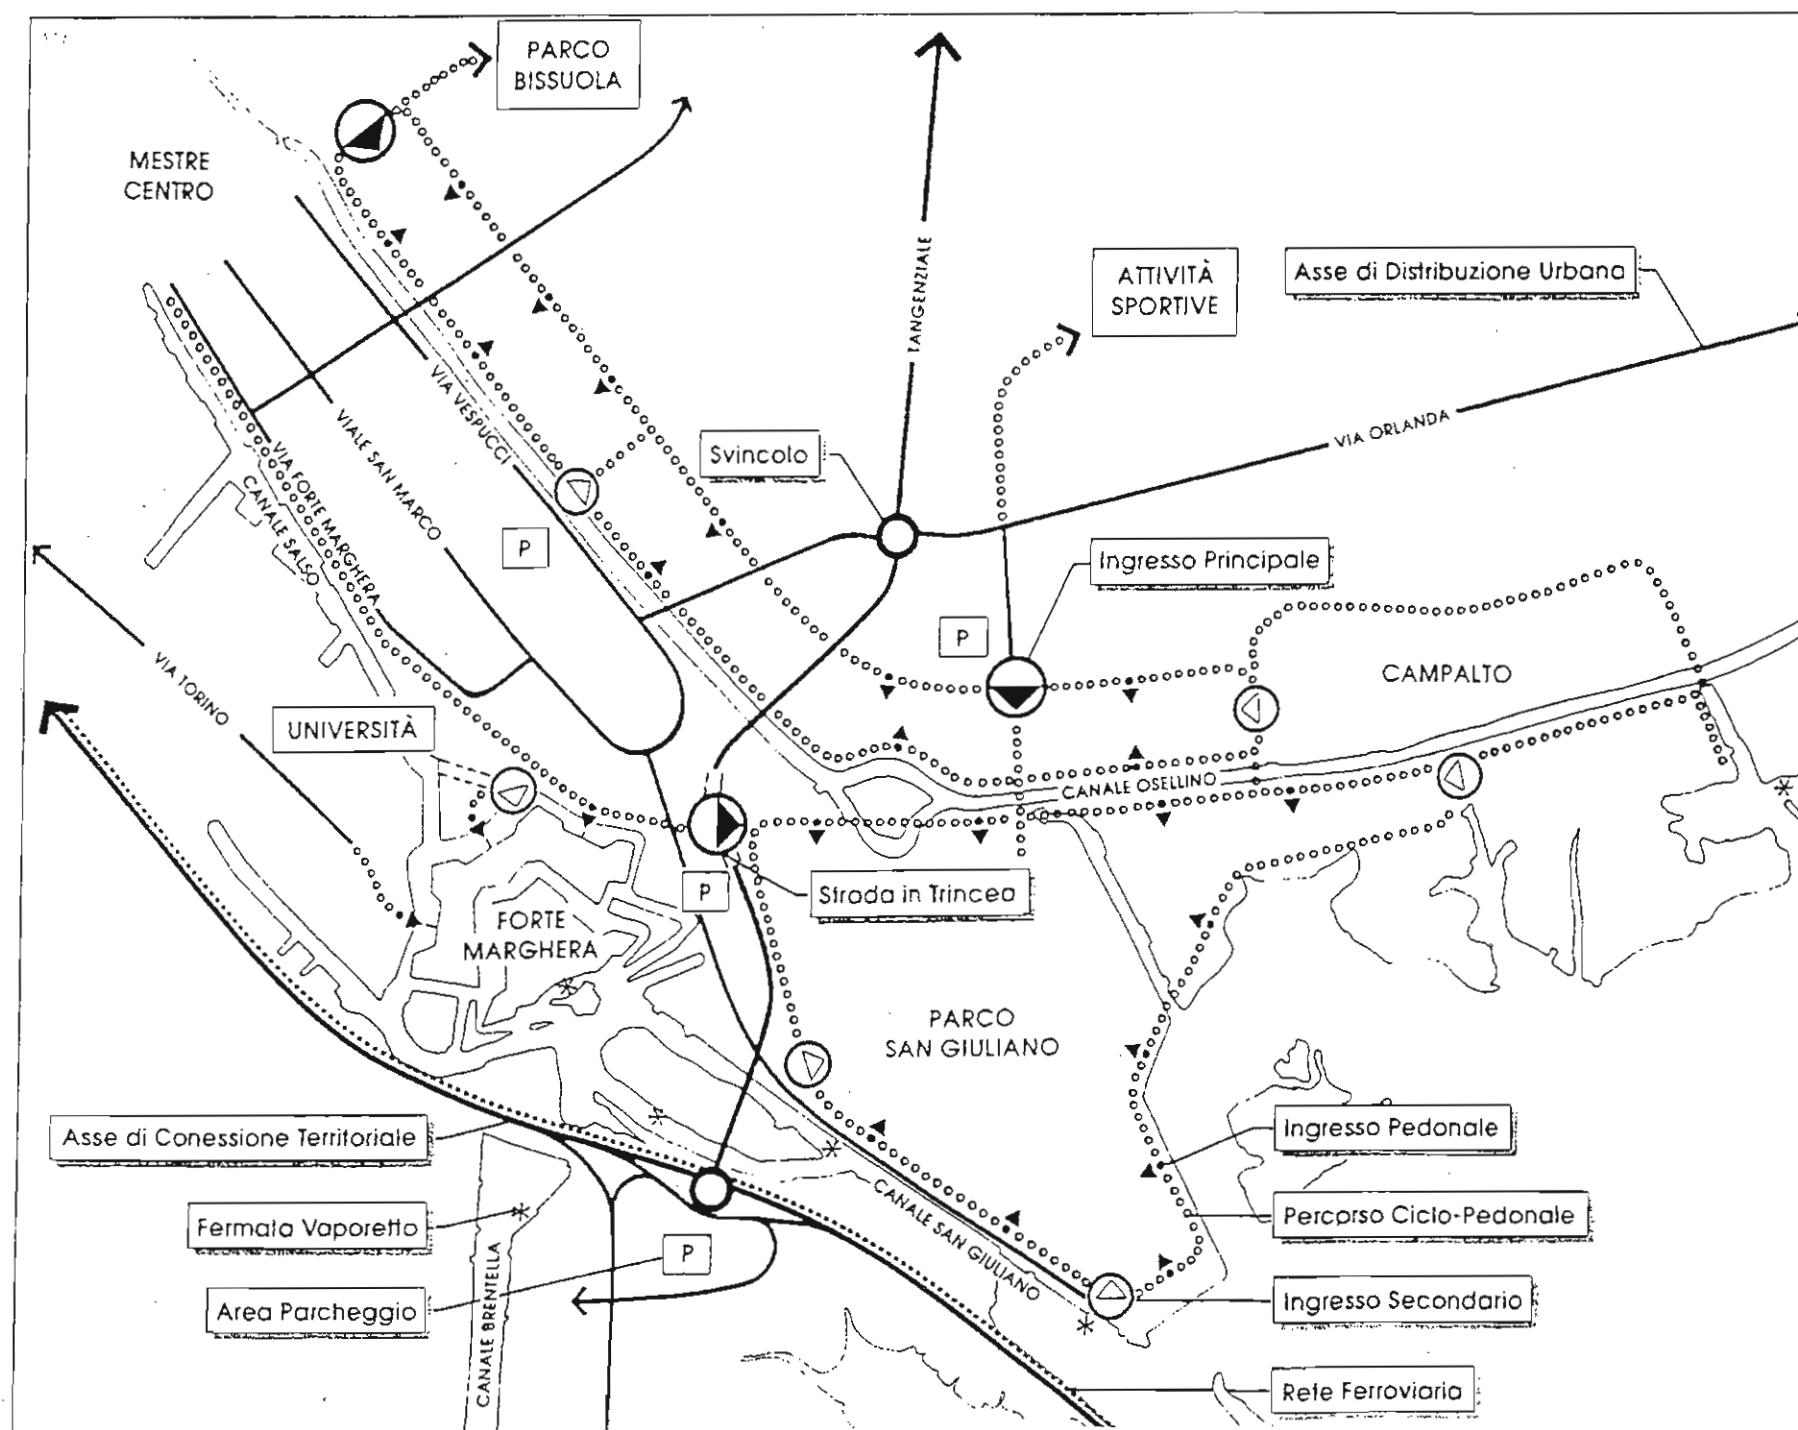 PARCO
BISSUOLA
MESTRE
CENTRO
TANGENZIALE
ATTIVITÀ
SPORTIVE
Asse di Distribuzione Urbana
VIA VESPUCCI
VIALE SAN MARCO
VIA FORTE MARGHERA
CANALE SALSO
VIA ORLANDA
Svincolo
P
Ingresso Principale
P
VIA TORINO
UNIVERSITÀ
CAMPALTO
CANALE OSELLINO
P
Strada in Trincea
FORTE
MARGHERA
PARCO
SAN GIULIANO
Asse di Conessione Territoriale
Ingresso Pedonale
Fermata Vaporetto
Percorso Ciclo-Pedonale
CANALE SAN GIULIANO
P
CANALE BRENTELLA
Area Parcheggio
Ingresso Secondario
Rete Ferroviaria